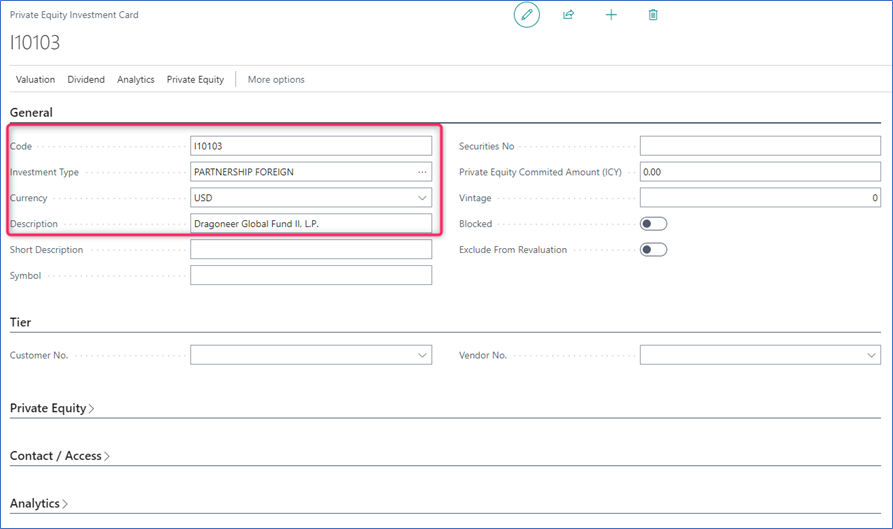 Private Equity Investment Card
I10103
Valuation Dividend Analytics Private Equity More options
General
Code I10103
Investment Type PARTNERSHIP FOREIGN ...
Currency USD
Description Dragoneer Global Fund II, L.P.
Short Description
Symbol
Securities No
Private Equity Commited Amount (ICY) 0.00
Vintage 0
Blocked
Exclude From Revaluation
Tier
Customer No.
Vendor No.
Private Equity
Contact / Access
Analytics